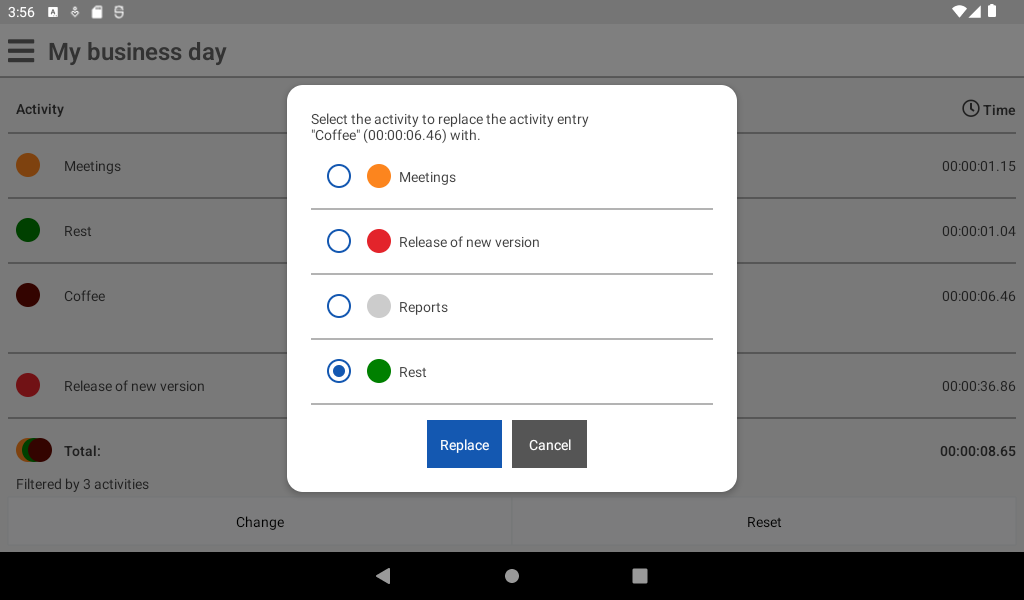 3:56
My business day
Activity
Time
Meetings
00:00:01.15
Rest
00:00:01.04
Coffee
00:00:06.46
Release of new version
00:00:36.86
Total:
00:00:08.65
Filtered by 3 activities
Change
Reset
Select the activity to replace the activity entry
"Coffee" (00:00:06.46) with.
Meetings
Release of new version
Reports
Rest
Replace
Cancel